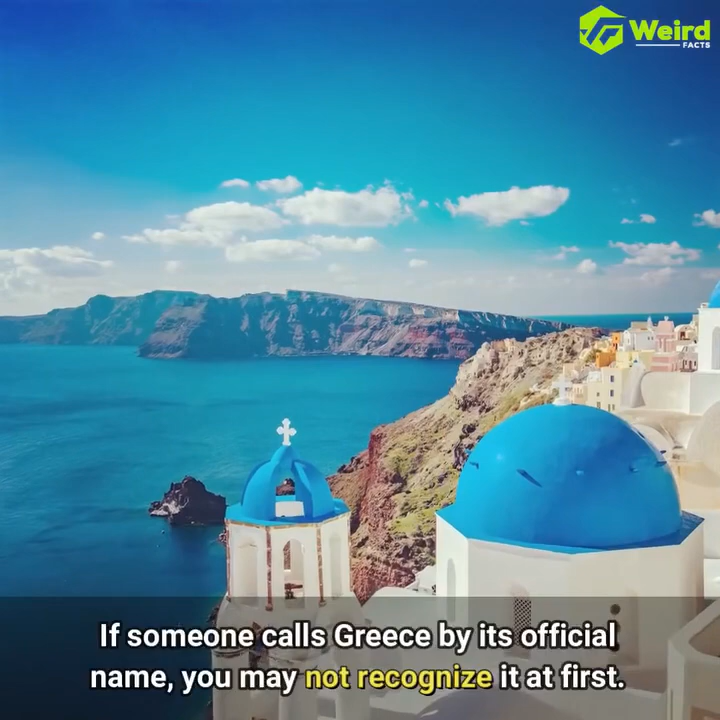 Weird
FACTS
If someone calls Greece by its official
name, you may not recognize it at first.